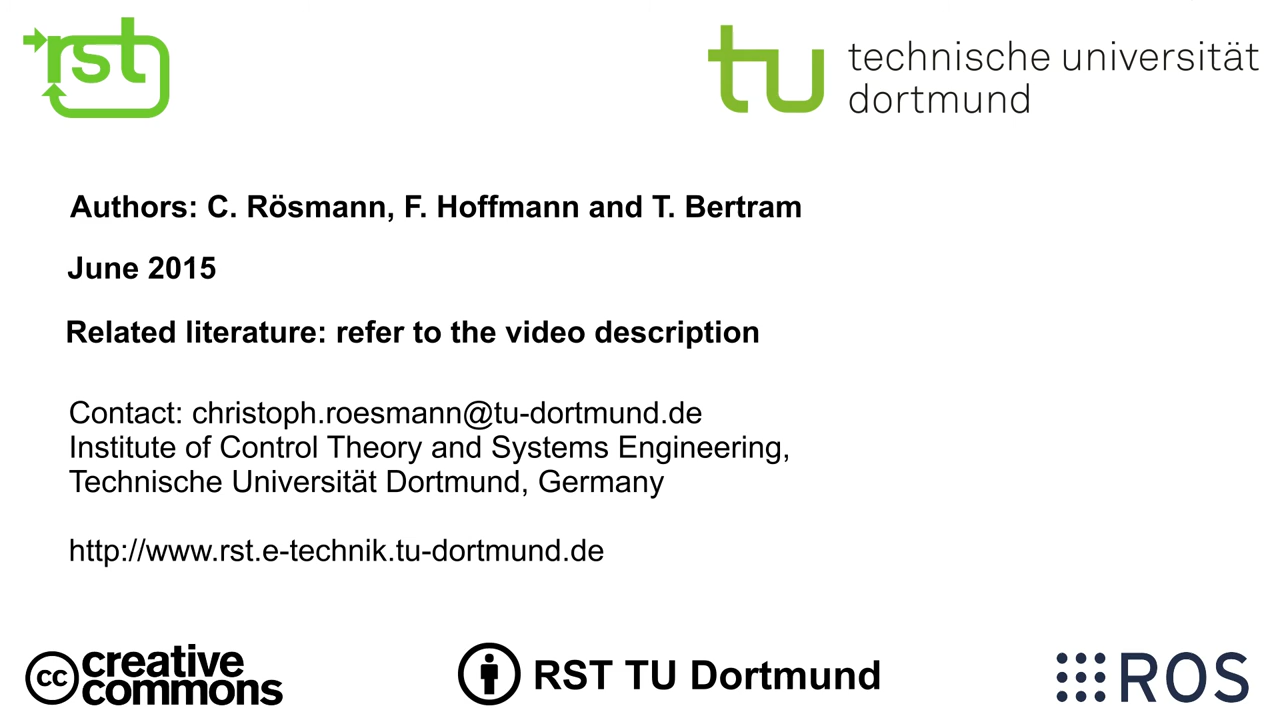 rst
tu technische universität
dortmund
Authors: C. Rösmann, F. Hoffmann and T. Bertram
June 2015
Related literature: refer to the video description
Contact: christoph.roesmann@tu-dortmund.de
Institute of Control Theory and Systems Engineering,
Technische Universität Dortmund, Germany
http://www.rst.e-technik.tu-dortmund.de
cc creative
commons
RST TU Dortmund
ROS